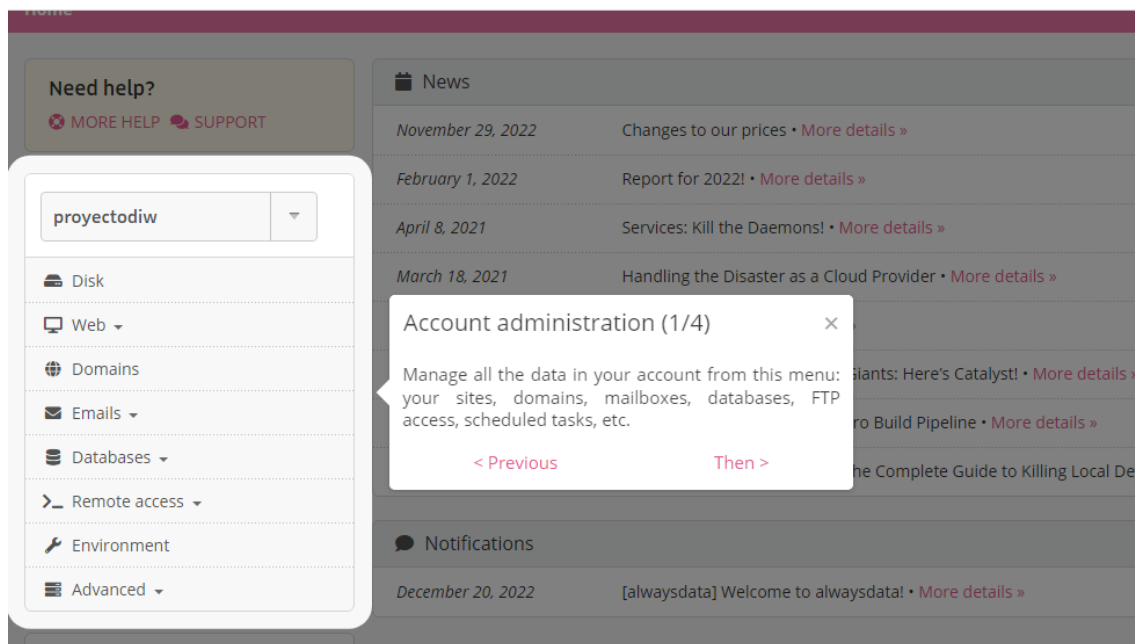 Home
Need help?
MORE HELP SUPPORT
proyectodiw
Disk
Web
Domains
Emails
Databases
Remote access
Environment
Advanced
News
November 29, 2022 Changes to our prices • More details »
February 1, 2022 Report for 2022! • More details »
April 8, 2021 Services: Kill the Daemons! • More details »
March 18, 2021 Handling the Disaster as a Cloud Provider • More details »
Account administration (1/4) ×
Manage all the data in your account from this menu:
your sites, domains, mailboxes, databases, FTP
access, scheduled tasks, etc.
< Previous Then >
»
Giants: Here's Catalyst! • More details »
ro Build Pipeline • More details »
he Complete Guide to Killing Local De
Notifications
December 20, 2022 [alwaysdata] Welcome to alwaysdata! • More details »